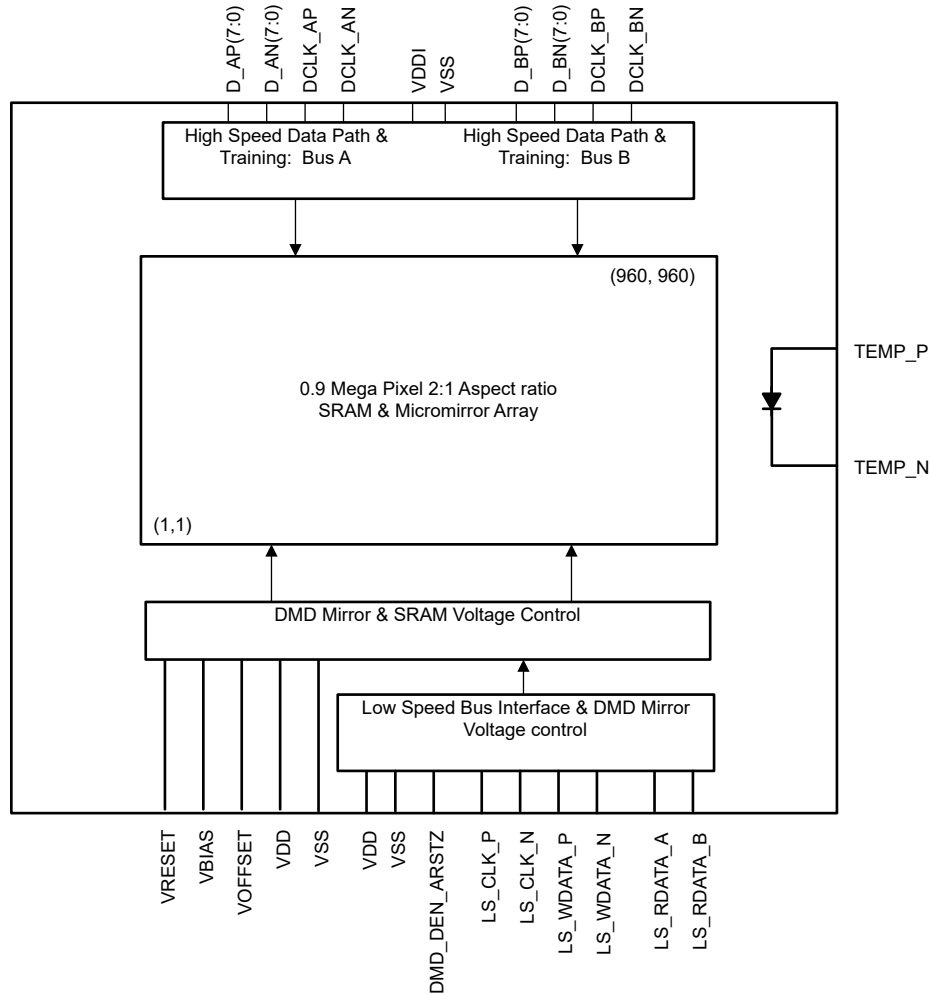 D_AP(7:0)
D_AN(7:0)
DCLK_AP
DCLK_AN
VDDI
VSS
D_BP(7:0)
D_BN(7:0)
DCLK_BP
DCLK_BN
High Speed Data Path &
Training: Bus A
High Speed Data Path &
Training: Bus B
(960, 960)
0.9 Mega Pixel 2:1 Aspect ratio
SRAM & Micromirror Array
(1,1)
TEMP_P
TEMP_N
DMD Mirror & SRAM Voltage Control
Low Speed Bus Interface & DMD Mirror
Voltage control
VRESET
VBIAS
VOFFSET
VDD
VSS
VDD
VSS
DMD_DEN_ARSTZ
LS_CLK_P
LS_CLK_N
LS_WDATA_P
LS_WDATA_N
LS_RDATA_A
LS_RDATA_B